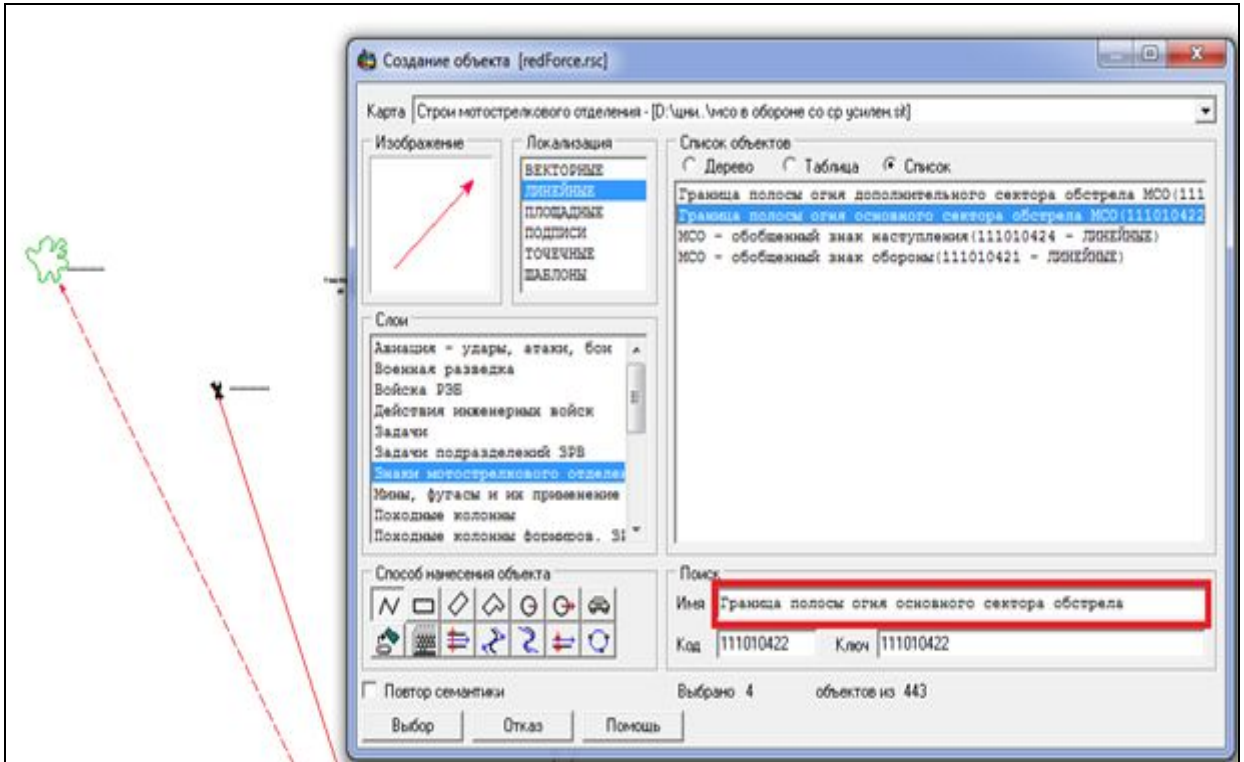 Создание объекта [redForce.rsc]
Карта Строи мотострелкового отделения - [D:\цни..\мсо в обороне со ср усилен.sit]
Изображение
Локализация
ВЕКТОРНЫЕ
ЛИНЕЙНЫЕ
ПЛОЩАДНЫЕ
ПОДПИСИ
ТОЧЕЧНЫЕ
ШАБЛОНЫ
Список объектов
Дерево Таблица Список
Граница полосы огня дополнительного сектора обстрела МСО(111
Граница полосы огня основного сектора обстрела МСО(111010422
МСО - обобщенный знак наступления(111010424 - ЛИНЕЙНЫЕ)
МСО - обобщенный знак обороны(111010421 - ЛИНЕЙНЫЕ)
Слои
Авиация - удары, атаки, бои
Военная разведка
Войска РЭБ
Действия инженерных войск
Задачи
Задачи подразделений ЗРВ
Знаки мотострелкового отделен
Мины, фугасы и их применение
Походные колонны
Походные колонны формиров. ЗР
Способ нанесения объекта
Поиск
Имя Граница полосы огня основного сектора обстрела
Код 111010422 Ключ 111010422
Повтор семантики
Выбрано 4 объектов из 443
Выбор Отказ Помощь